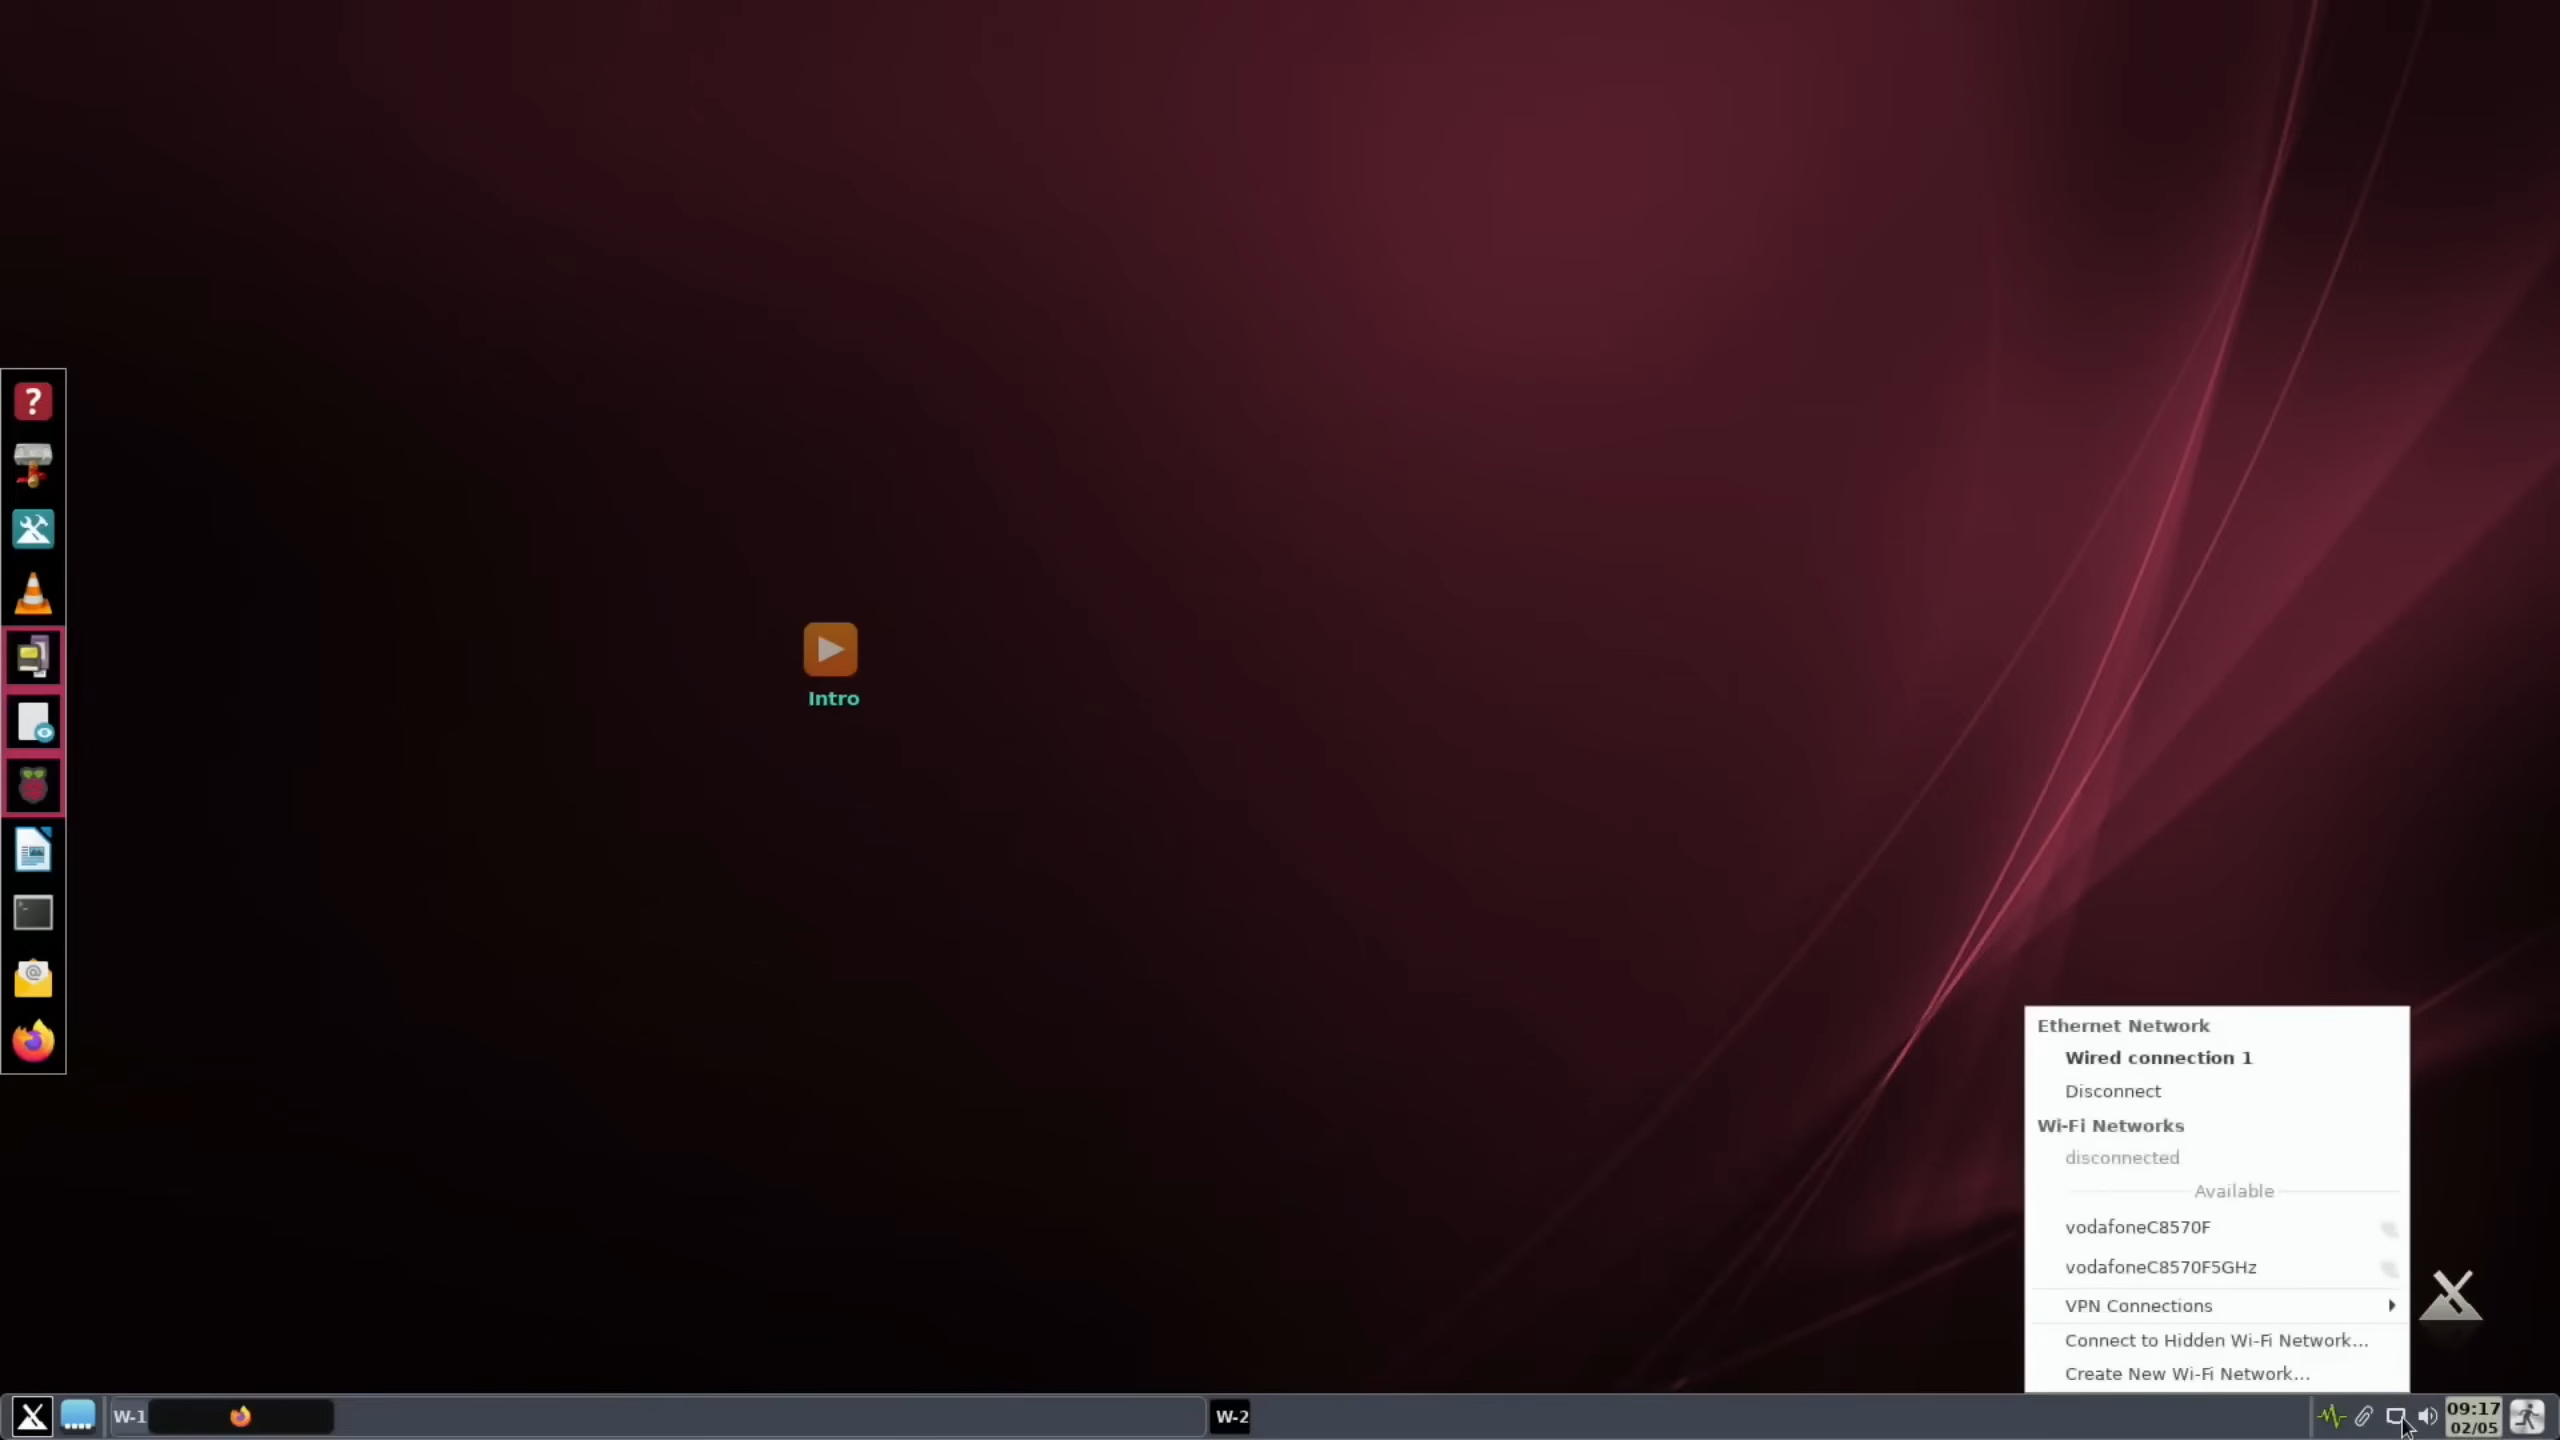 Intro
Ethernet Network
Wired connection 1
Disconnect
Wi-Fi Networks
disconnected
Available
vodafoneC8570F
vodafoneC8570F5GHz
VPN Connections
Connect to Hidden Wi-Fi Network...
Create New Wi-Fi Network...
W-1
W-2
09:17
02/05